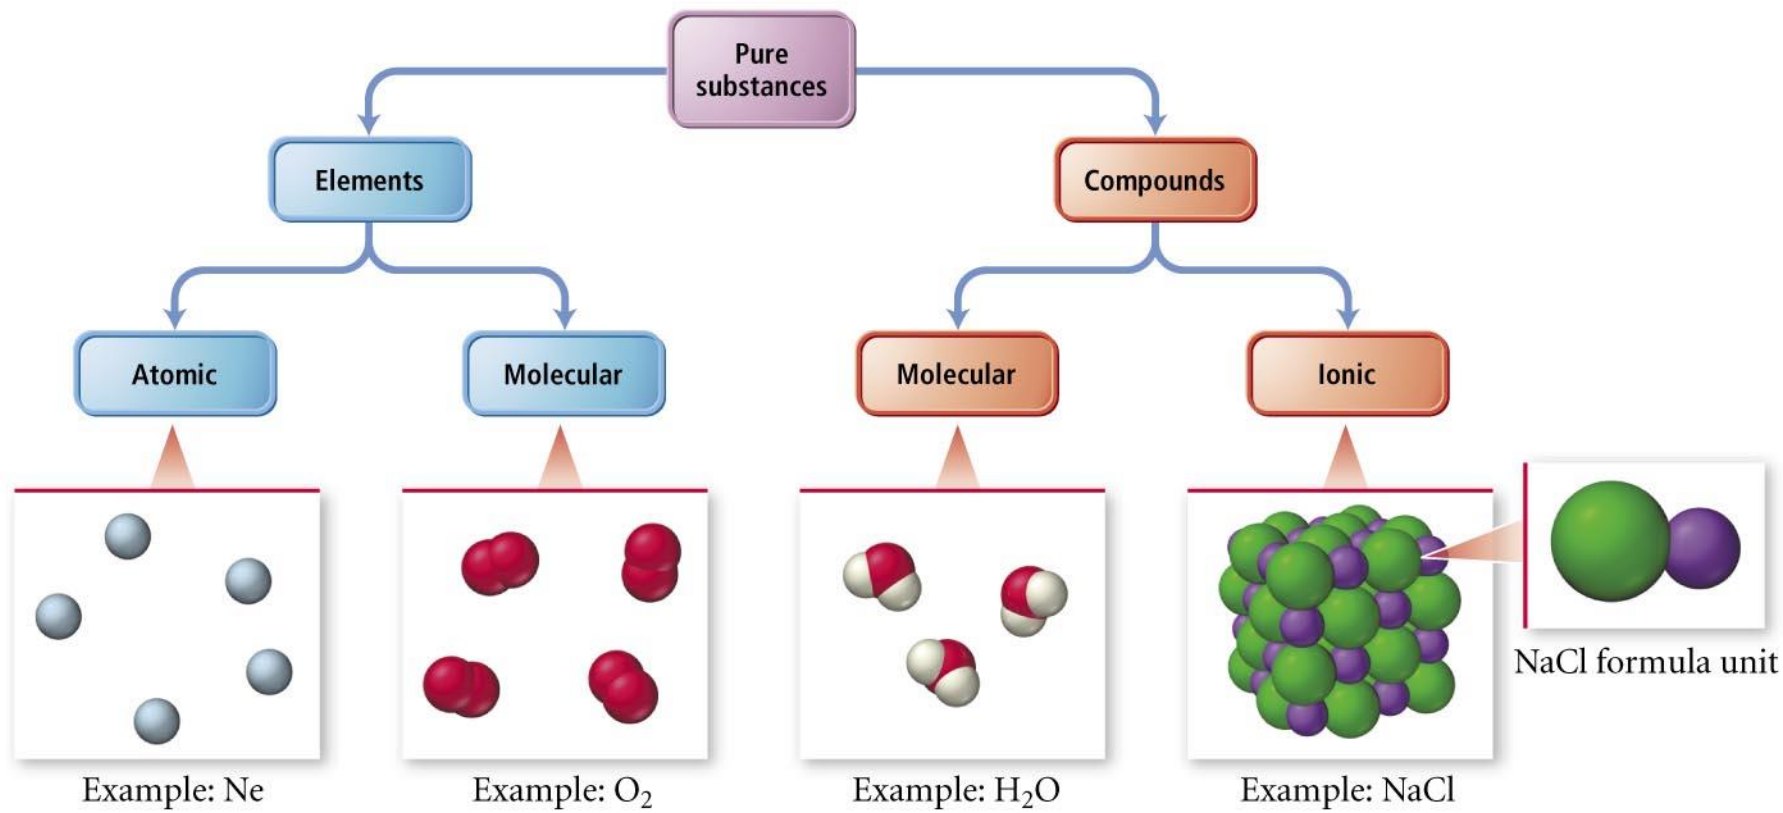 Pure
substances
Elements
Compounds
Atomic
Molecular
Molecular
Ionic
NaCl formula unit
Example: Ne
Example: O₂
Example: H₂O
Example: NaCl